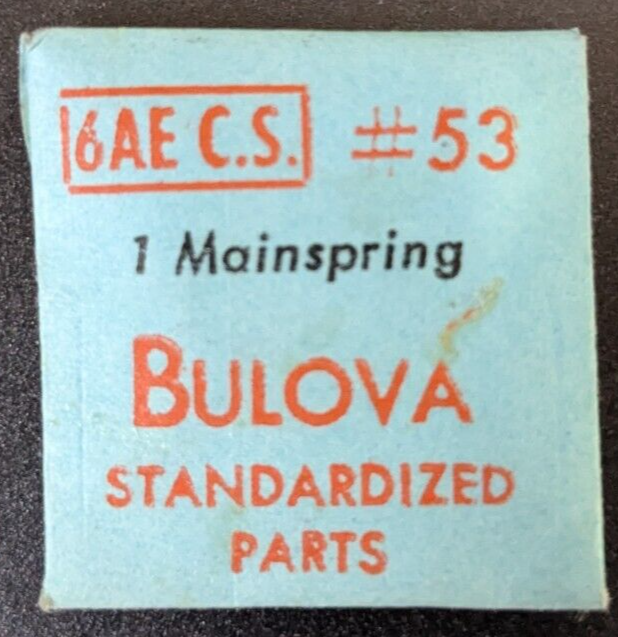 6AE C.S. #53
1 Mainspring
BULOVA
STANDARDIZED
PARTS